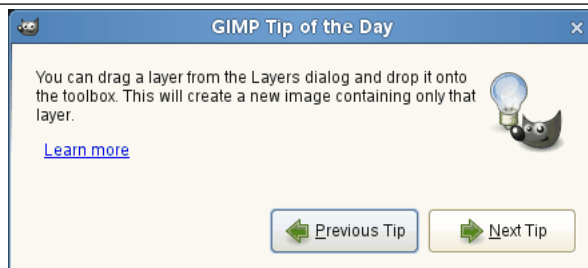 GIMP Tip of the Day
You can drag a layer from the Layers dialog and drop it onto
the toolbox. This will create a new image containing only that
layer.
Learn more
Previous Tip
Next Tip